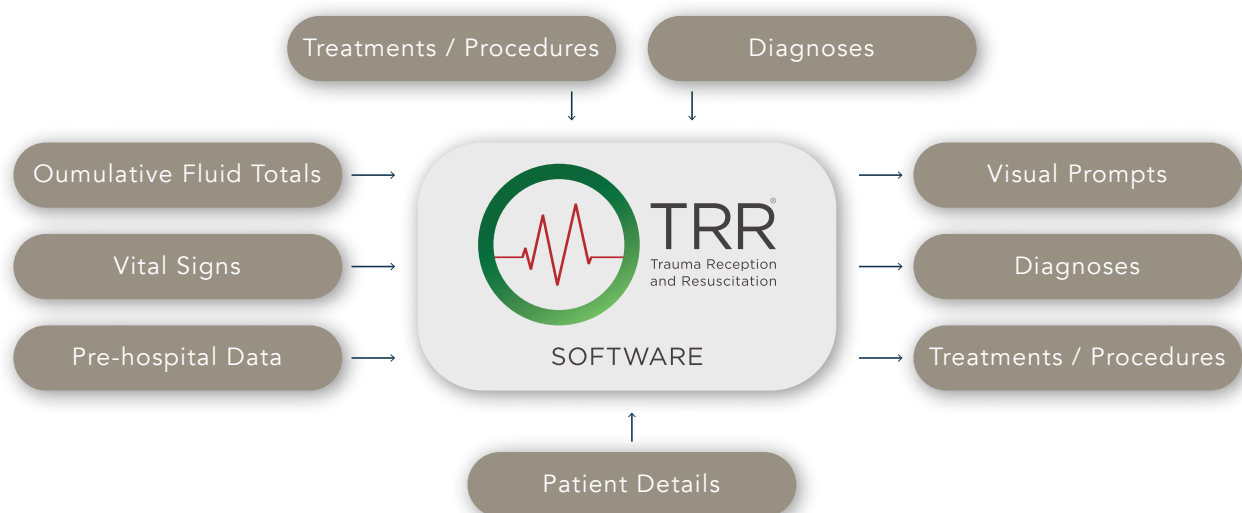 Treatments / Procedures
Diagnoses
Oumulative Fluid Totals
Vital Signs
Pre-hospital Data
TRR®
Trauma Reception
and Resuscitation
SOFTWARE
Visual Prompts
Diagnoses
Treatments / Procedures
Patient Details